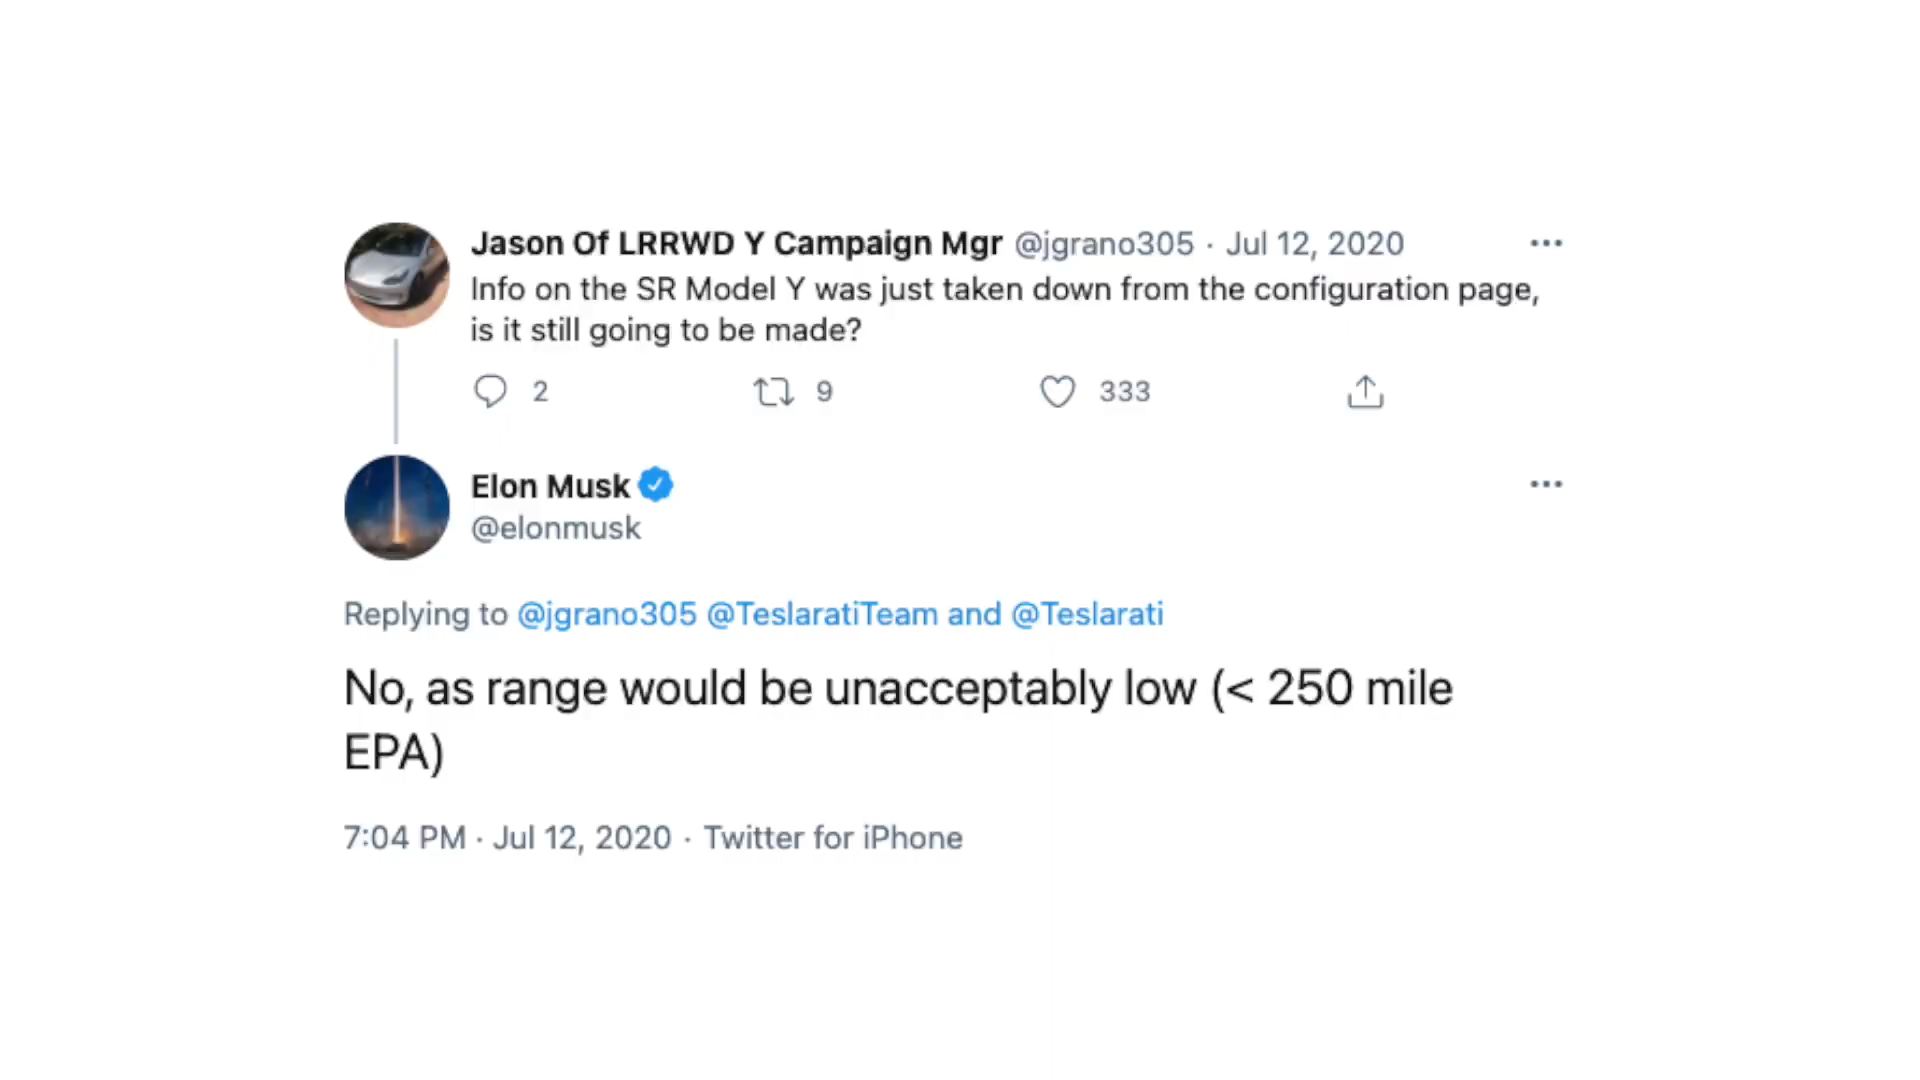 Jason Of LRRWD Y Campaign Mgr @jgrano305 · Jul 12, 2020
Info on the SR Model Y was just taken down from the configuration page,
is it still going to be made?
2 9 333
Elon Musk
@elonmusk
Replying to @jgrano305 @TeslaratiTeam and @Teslarati
No, as range would be unacceptably low (< 250 mile
EPA)
7:04 PM · Jul 12, 2020 · Twitter for iPhone